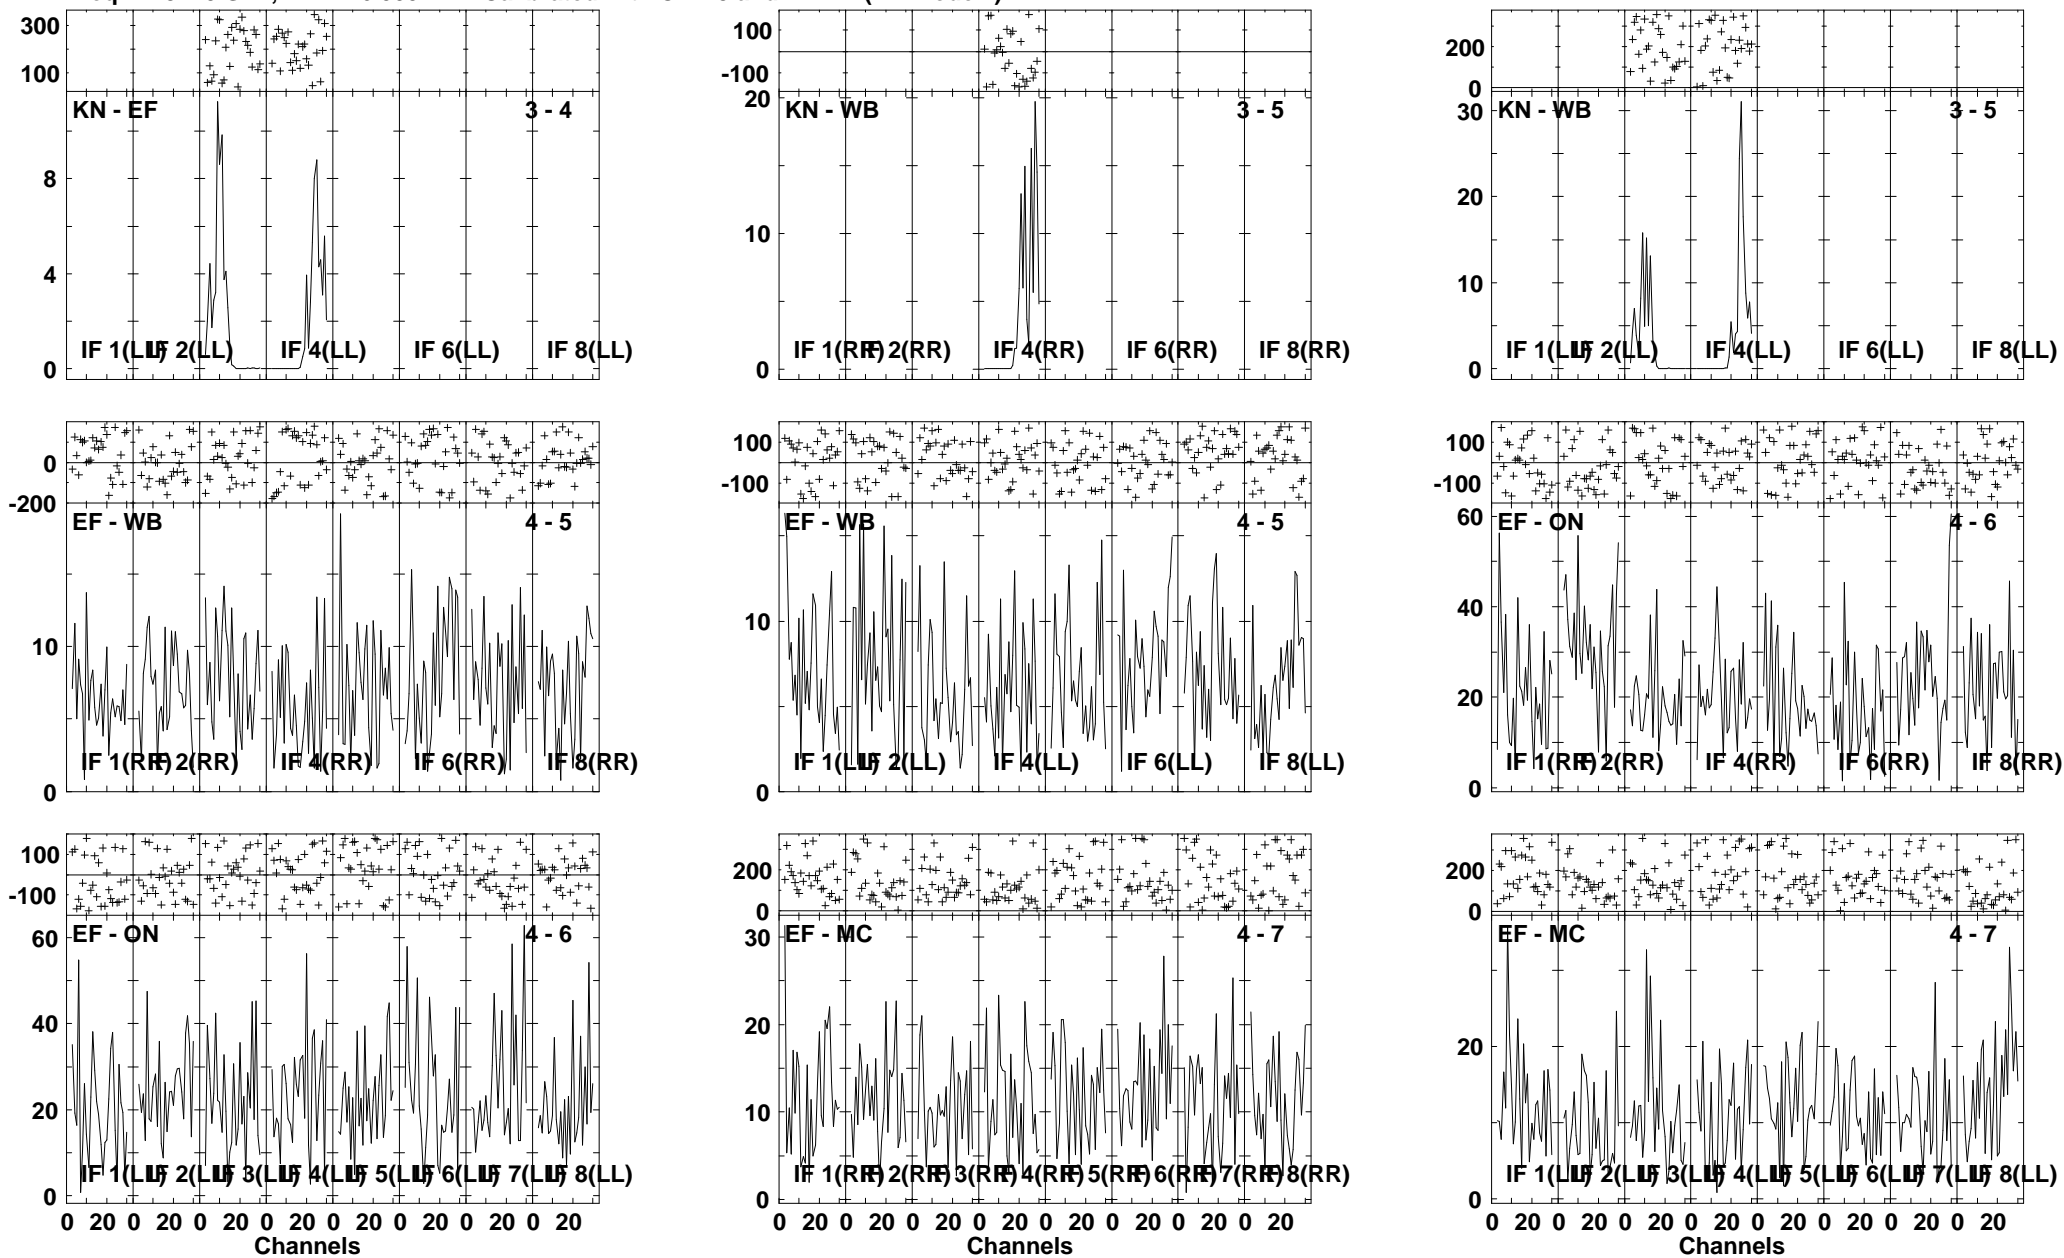 300
100
KN - EF 3 - 4
8
4
0
IF 1(LL) IF 2(LL) IF 4(LL) IF 6(LL) IF 8(LL)
100
-100
20
KN - WB 3 - 5
10
0
IF 1(RR) IF 2(RR) IF 4(RR) IF 6(RR) IF 8(RR)
200
0
30
KN - WB 3 - 5
20
10
0
IF 1(LL) IF 2(LL) IF 4(LL) IF 6(LL) IF 8(LL)
0
-200
EF - WB 4 - 5
10
0
IF 1(RR) IF 2(RR) IF 4(RR) IF 6(RR) IF 8(RR)
100
-100
EF - WB 4 - 5
10
0
IF 1(LL) IF 2(LL) IF 4(LL) IF 6(LL) IF 8(LL)
100
-100
60
EF - ON 4 - 6
40
20
0
IF 1(RR) IF 2(RR) IF 4(RR) IF 6(RR) IF 8(RR)
100
-100
60
EF - ON 4 - 6
40
20
0
IF 1(LL) IF 2(LL) IF 3(LL) IF 4(LL) IF 5(LL) IF 6(LL) IF 7(LL) IF 8(LL)
0 20 0 20 0 20 0 20 0 20 0 20 0 20 0 20
Channels
200
0
30
EF - MC 4 - 7
20
10
0
IF 1(RR) IF 2(RR) IF 3(RR) IF 4(RR) IF 5(RR) IF 6(RR) IF 7(RR) IF 8(RR)
0 20 0 20 0 20 0 20 0 20 0 20 0 20 0 20
Channels
200
0
EF - MC 4 - 7
20
0
IF 1(LL) IF 2(LL) IF 3(LL) IF 4(LL) IF 5(LL) IF 6(LL) IF 7(LL) IF 8(LL)
0 20 0 20 0 20 0 20 0 20 0 20 0 20 0 20
Channels